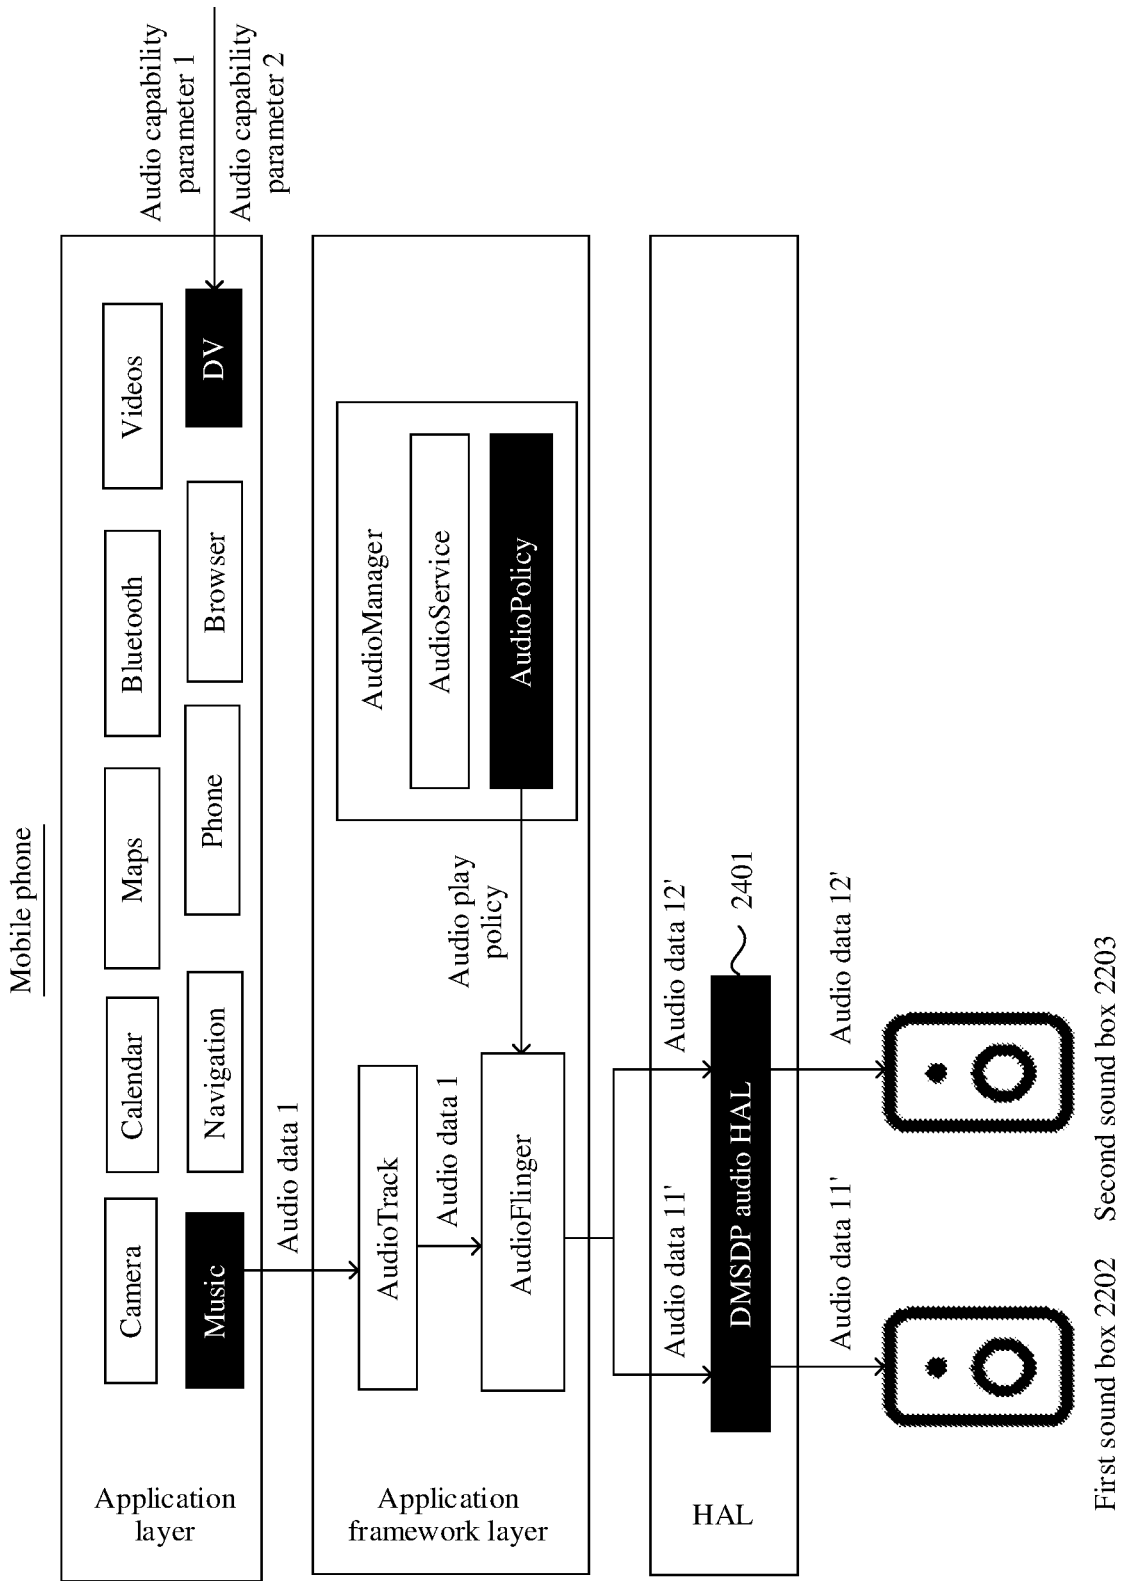 Mobile phone
Application
layer
Camera
Calendar
Maps
Bluetooth
Videos
Music
Navigation
Phone
Browser
DV
Audio capability
parameter 1
Audio capability
parameter 2
Audio data 1
Application
framework layer
AudioTrack
Audio data 1
AudioFlinger
Audio play
policy
AudioManager
AudioService
AudioPolicy
HAL
Audio data 11'
Audio data 12'
DMSDP audio HAL
2401
Audio data 11'
Audio data 12'
First sound box 2202
Second sound box 2203